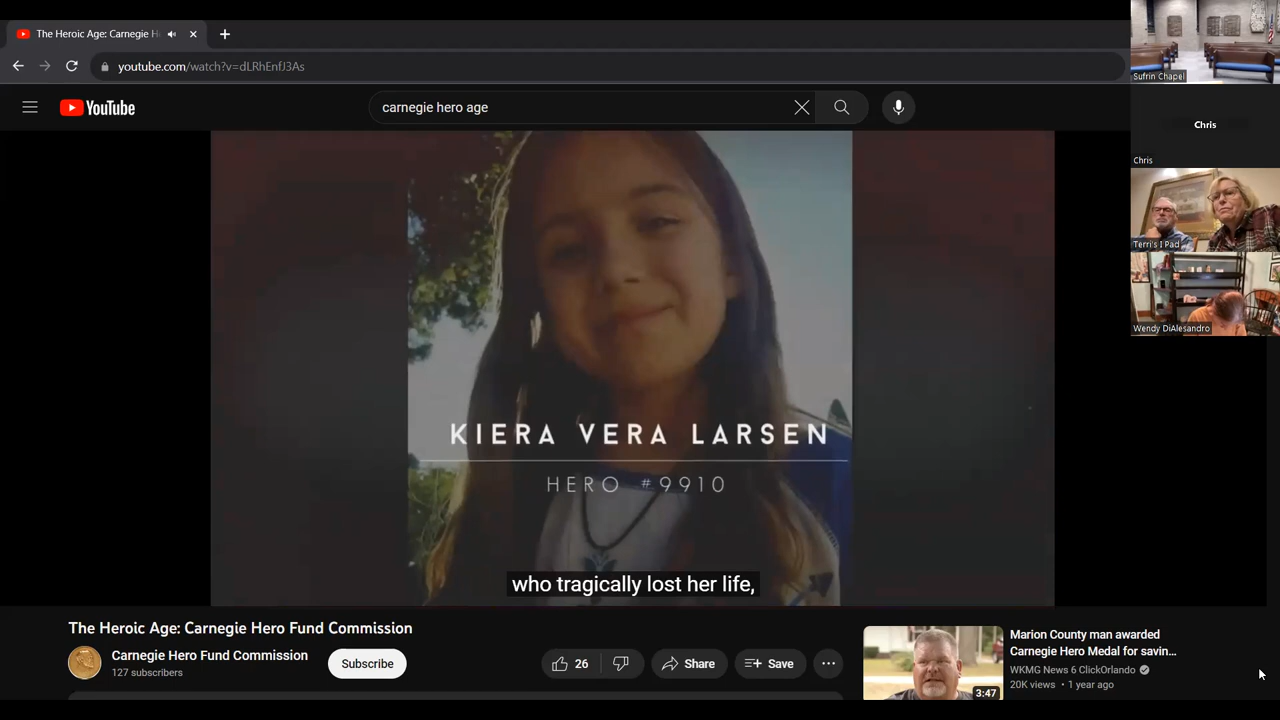 The Heroic Age: Carnegie H
youtube.com/watch?v=dLRhEnfJ3As
YouTube
carnegie hero age
KIERA VERA LARSEN
HERO #9910
who tragically lost her life,
The Heroic Age: Carnegie Hero Fund Commission
Carnegie Hero Fund Commission
127 subscribers
Subscribe
26
Share
Save
3:47
Marion County man awarded
Carnegie Hero Medal for savin...
WKMG News 6 ClickOrlando
20K views • 1 year ago
Sufrin Chapel
Chris
Chris
Terri's I Pad
Wendy DiAlesandro